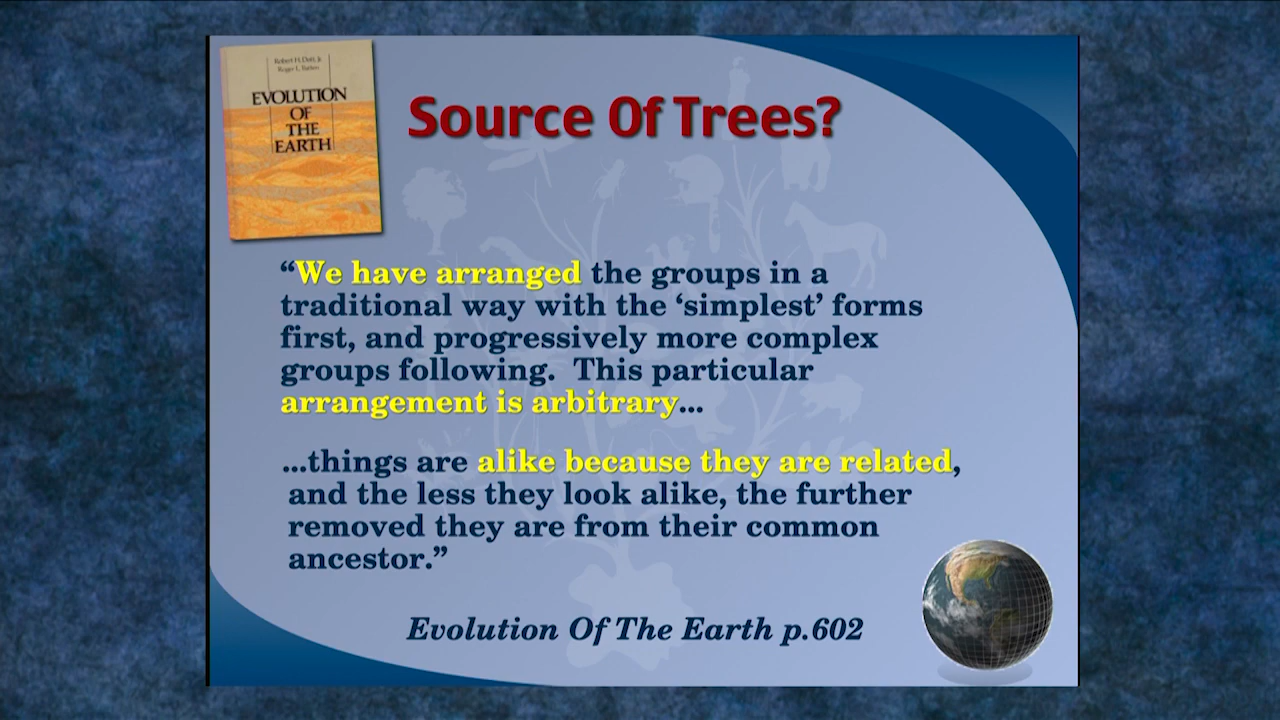 Robert H. Dott, Jr.
Roger L. Batten
EVOLUTION
OF
THE
EARTH
Source Of Trees?
“We have arranged the groups in a
traditional way with the ‘simplest’ forms
first, and progressively more complex
groups following. This particular
arrangement is arbitrary...
...things are alike because they are related,
and the less they look alike, the further
removed they are from their common
ancestor.”
Evolution Of The Earth p.602